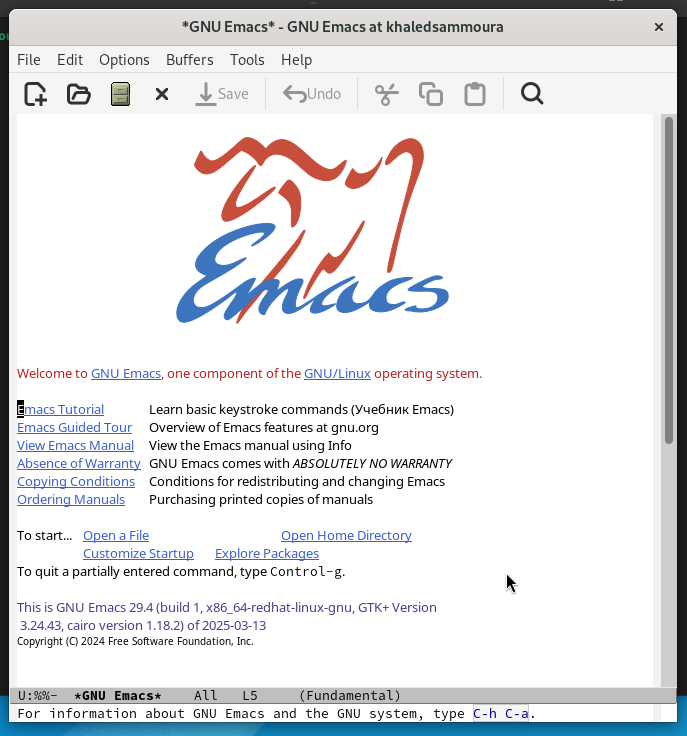 *GNU Emacs* - GNU Emacs at khaledsammoura
File Edit Options Buffers Tools Help
Save Undo
Emacs
Welcome to GNU Emacs, one component of the GNU/Linux operating system.
Emacs Tutorial Learn basic keystroke commands (Учебник Emacs)
Emacs Guided Tour Overview of Emacs features at gnu.org
View Emacs Manual View the Emacs manual using Info
Absence of Warranty GNU Emacs comes with ABSOLUTELY NO WARRANTY
Copying Conditions Conditions for redistributing and changing Emacs
Ordering Manuals Purchasing printed copies of manuals
To start... Open a File Open Home Directory
Customize Startup Explore Packages
To quit a partially entered command, type Control-g.
This is GNU Emacs 29.4 (build 1, x86_64-redhat-linux-gnu, GTK+ Version
3.24.43, cairo version 1.18.2) of 2025-03-13
Copyright (C) 2024 Free Software Foundation, Inc.
U:%%- *GNU Emacs* All L5 (Fundamental)
For information about GNU Emacs and the GNU system, type C-h C-a.